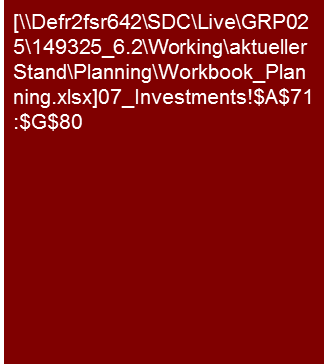 [\\Defr2fsr642\SDC\Live\GRP02
5\149325_6.2\Working\aktueller
Stand\Planning\Workbook_Plan
ning.xlsx]07_Investments!$A$71
:$G$80